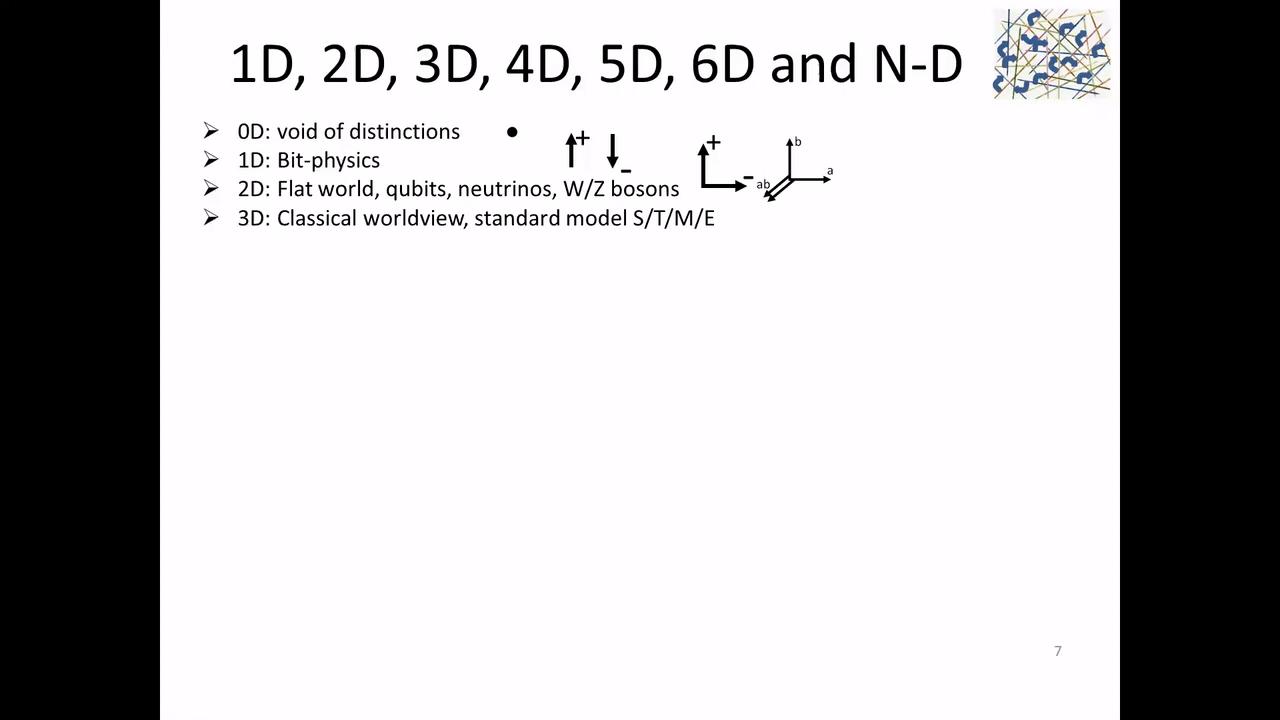 1D, 2D, 3D, 4D, 5D, 6D and N-D
➢ 0D: void of distinctions
➢ 1D: Bit-physics
➢ 2D: Flat world, qubits, neutrinos, W/Z bosons
➢ 3D: Classical worldview, standard model S/T/M/E
+
-
+
-
b
a
ab
7